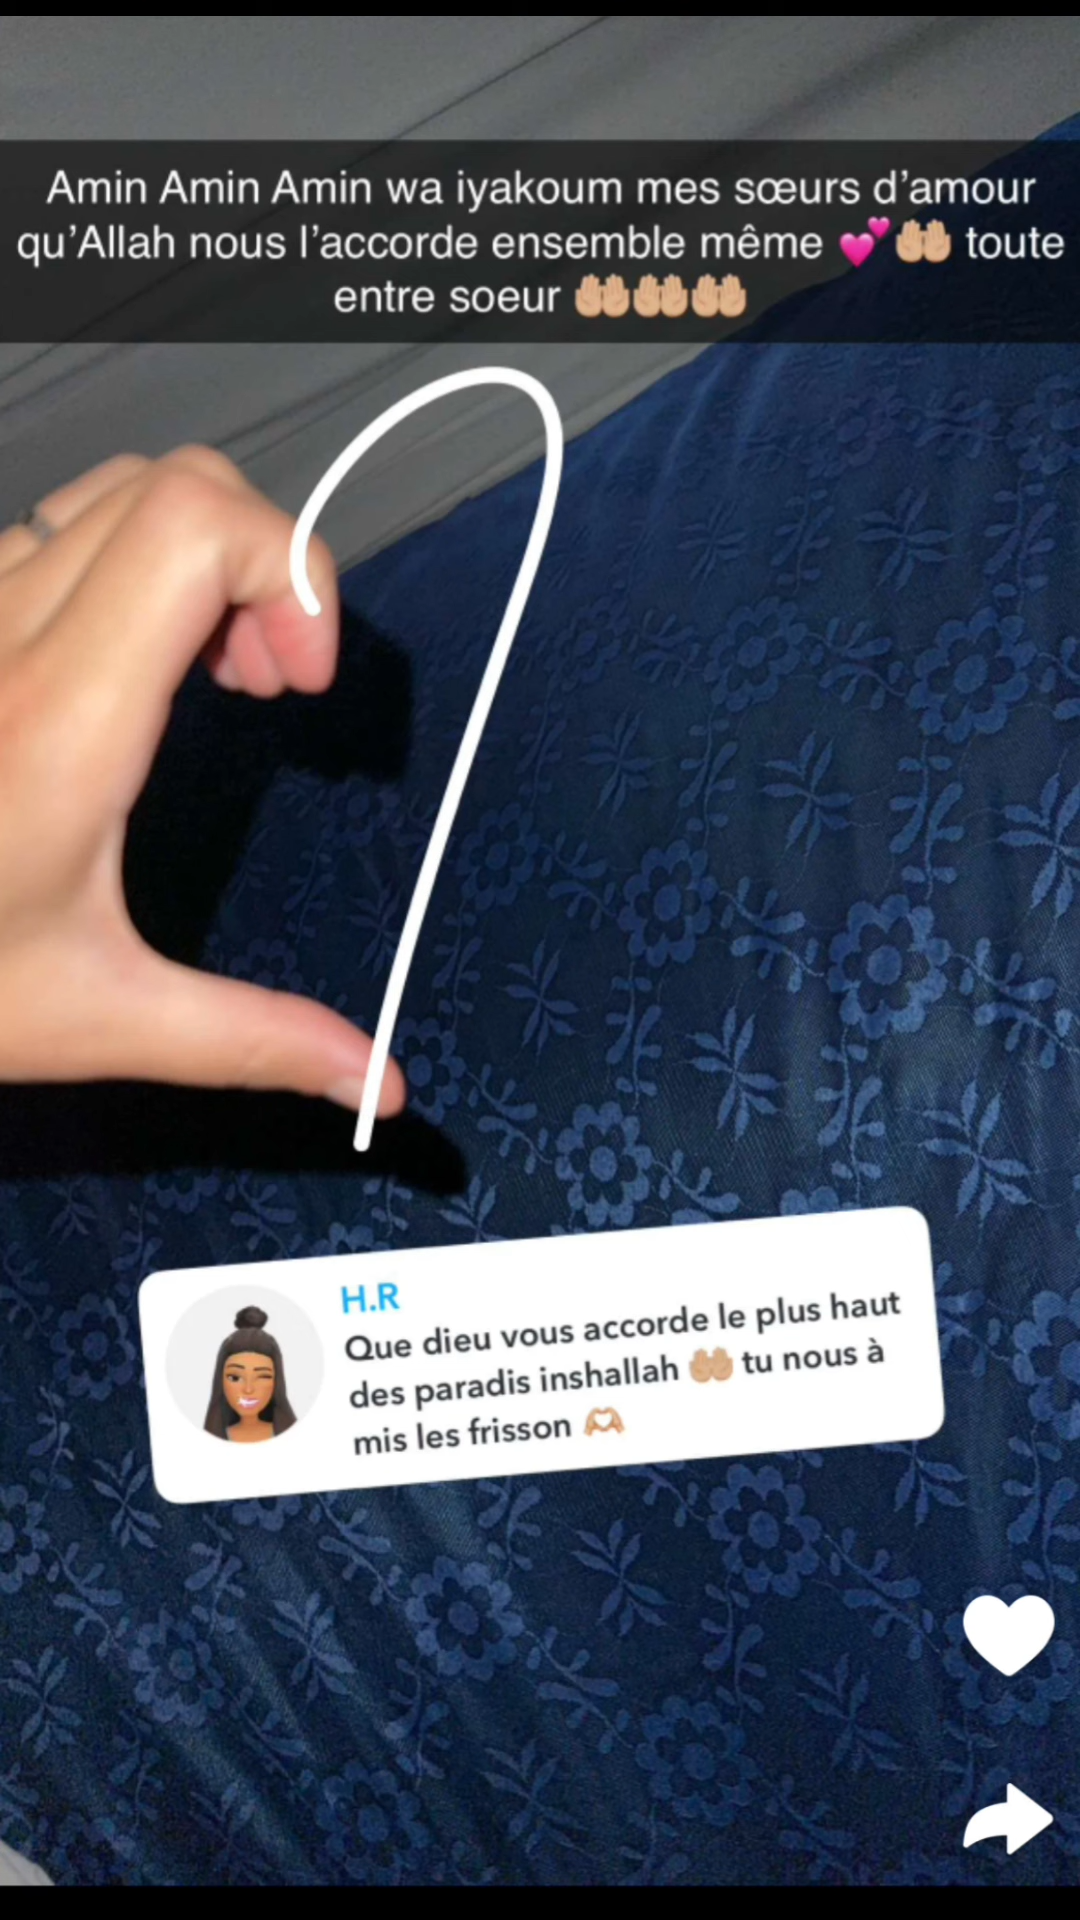 Amin Amin Amin wa iyakoum mes sœurs d’amour
qu’Allah nous l’accorde ensemble même 💕🤲🏼 toute
entre soeur 🤲🏼🤲🏼🤲🏼
H.R
Que dieu vous accorde le plus haut
des paradis inshallah 🤲🏼 tu nous à
mis les frisson 🫶🏼